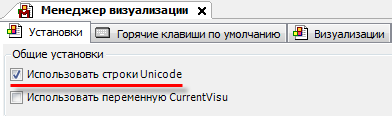 Менеджер визуализации
Установки Горячие клавиши по умолчанию Визуализации
Общие установки
Использовать строки Unicode
Использовать переменную CurrentVisu